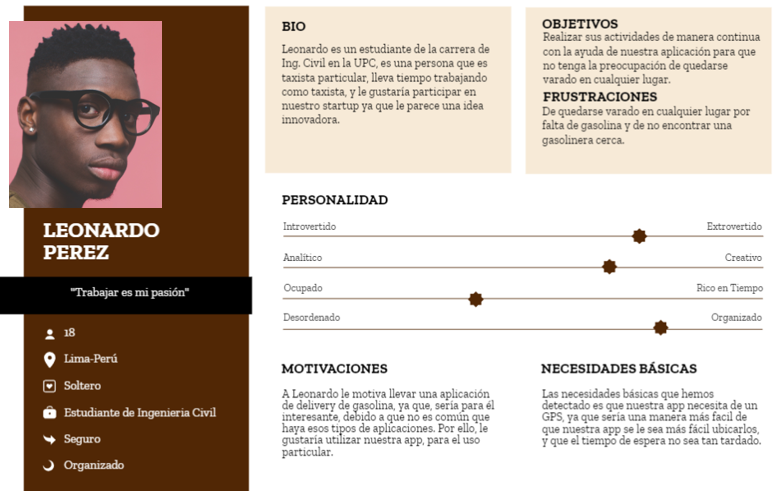 LEONARDO
PEREZ
"Trabajar es mi pasión"
18
Lima-Perú
Soltero
Estudiante de Ingenieria Civil
Seguro
Organizado
BIO
Leonardo es un estudiante de la carrera de
Ing. Civil en la UPC, es una persona que es
taxista particular, lleva tiempo trabajando
como taxista, y le gustaría participar en
nuestro startup ya que le parece una idea
innovadora.
OBJETIVOS
Realizar sus actividades de manera continua
con la ayuda de nuestra aplicación para que
no tenga la preocupación de quedarse
varado en cualquier lugar.
FRUSTRACIONES
De quedarse varado en cualquier lugar por
falta de gasolina y de no encontrar una
gasolinera cerca.
PERSONALIDAD
Introvertido Extrovertido
Analítico Creativo
Ocupado Rico en Tiempo
Desordenado Organizado
MOTIVACIONES
A Leonardo le motiva llevar una aplicación
de delivery de gasolina, ya que, sería para él
interesante, debido a que no es común que
haya esos tipos de aplicaciones. Por ello, le
gustaría utilizar nuestra app, para el uso
particular.
NECESIDADES BÁSICAS
Las necesidades básicas que hemos
detectado es que nuestra app necesita de un
GPS, ya que sería una manera más facil de
que nuestra app se le sea más fácil ubicarlos,
y que el tiempo de espera no sea tan tardado.